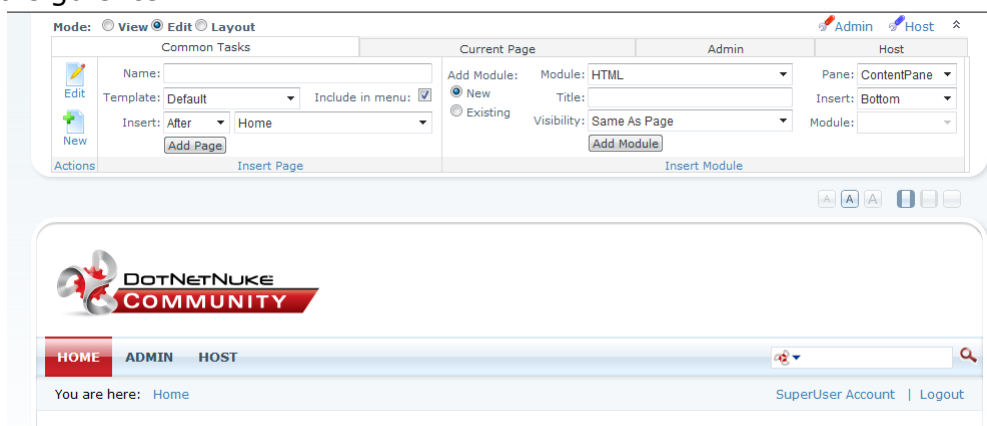 Mode: View Edit Layout Admin Host
Common Tasks Current Page Admin Host
Name: Add Module: Module: HTML Pane: ContentPane
Edit Template: Default Include in menu: New Title: Insert: Bottom
Insert: After Home Existing Visibility: Same As Page Module:
New Add Page Add Module
Actions Insert Page Insert Module
A A A
DOTNETNUKE
COMMUNITY
HOME ADMIN HOST
You are here: Home SuperUser Account | Logout